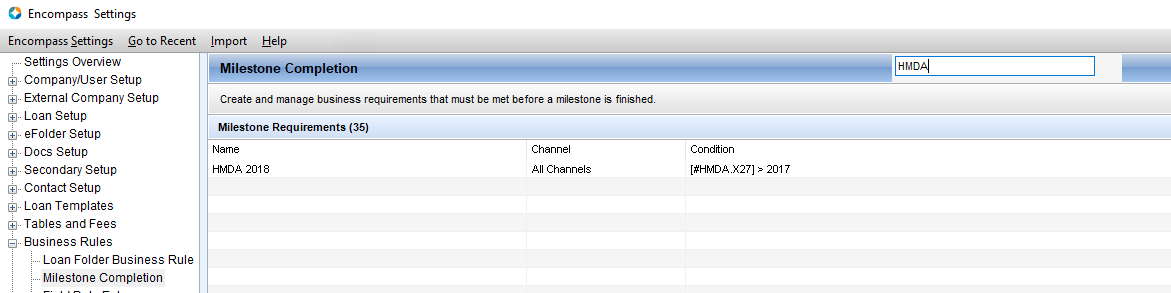 Encompass Settings
Encompass Settings Go to Recent Import Help
Settings Overview
Company/User Setup
External Company Setup
Loan Setup
eFolder Setup
Docs Setup
Secondary Setup
Contact Setup
Loan Templates
Tables and Fees
Business Rules
Loan Folder Business Rule
Milestone Completion
Milestone Completion HMDA
Create and manage business requirements that must be met before a milestone is finished.
Milestone Requirements (35)
Name Channel Condition
HMDA 2018 All Channels [#HMDA.X27] > 2017